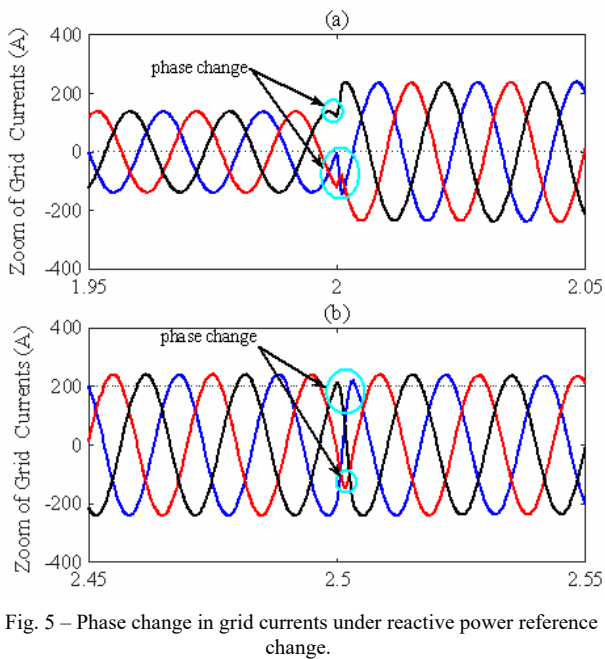 (a)
400
200
0
-200
-400
Zoom of Grid Currents (A)
phase change
1.95 2 2.05
(b)
400
200
0
-200
-400
Zoom of Grid Currents (A)
phase change
2.45 2.5 2.55
Fig. 5 – Phase change in grid currents under reactive power reference
change.